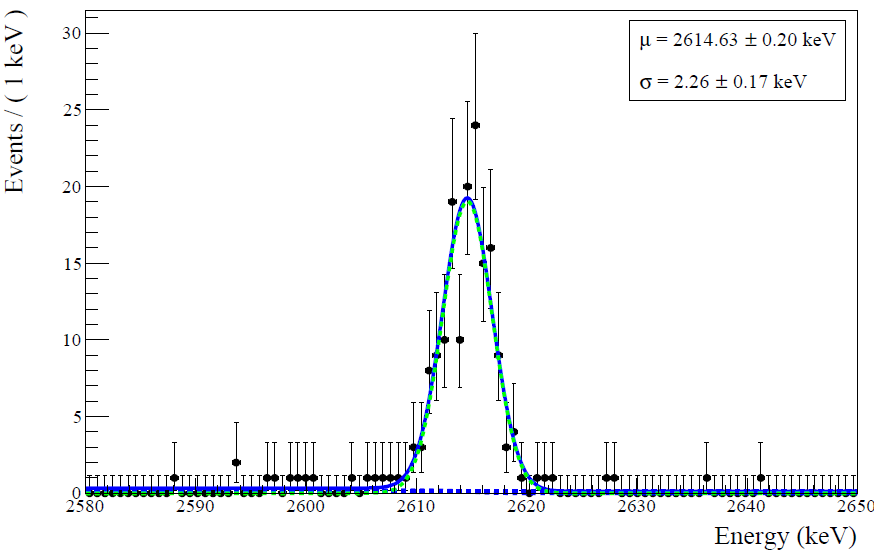 Events / ( 1 keV )
30
25
20
15
10
5
0
μ = 2614.63 ± 0.20 keV
σ = 2.26 ± 0.17 keV
2580 2590 2600 2610 2620 2630 2640 2650
Energy (keV)